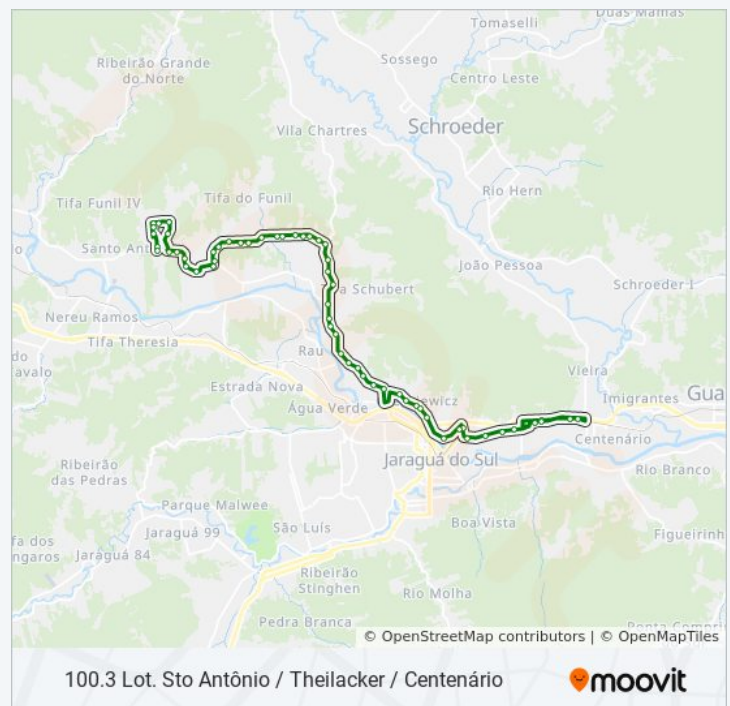 Tomaselli
Duas Mamas
Ribeirão Grande
do Norte
Sossego
Centro Leste
Vila Chartres
Schroeder
Rio Hern
Tifa Funil IV
Tifa do Funil
Santo Ant
João Pessoa
Schroeder I
Schubert
Nereu Ramos
Tifa Theresia
Rau
do
avalo
Estrada Nova
Vieira
Imigrantes
Gua
Água Verde
ewicz
Centenário
Jaraguá do Sul
Rio Branco
Ribeirão
das Pedras
Parque Malwee
Jaraguá 99
São Luís
Boa Vista
Figueirinh
fa dos
ngaros
Jaraguá 84
Ribeirão
Stinghen
Rio Molha
Pedra Branca
© OpenStreetMap contributors | © OpenMapTiles
100.3 Lot. Sto Antônio / Theilacker / Centenário
moovit